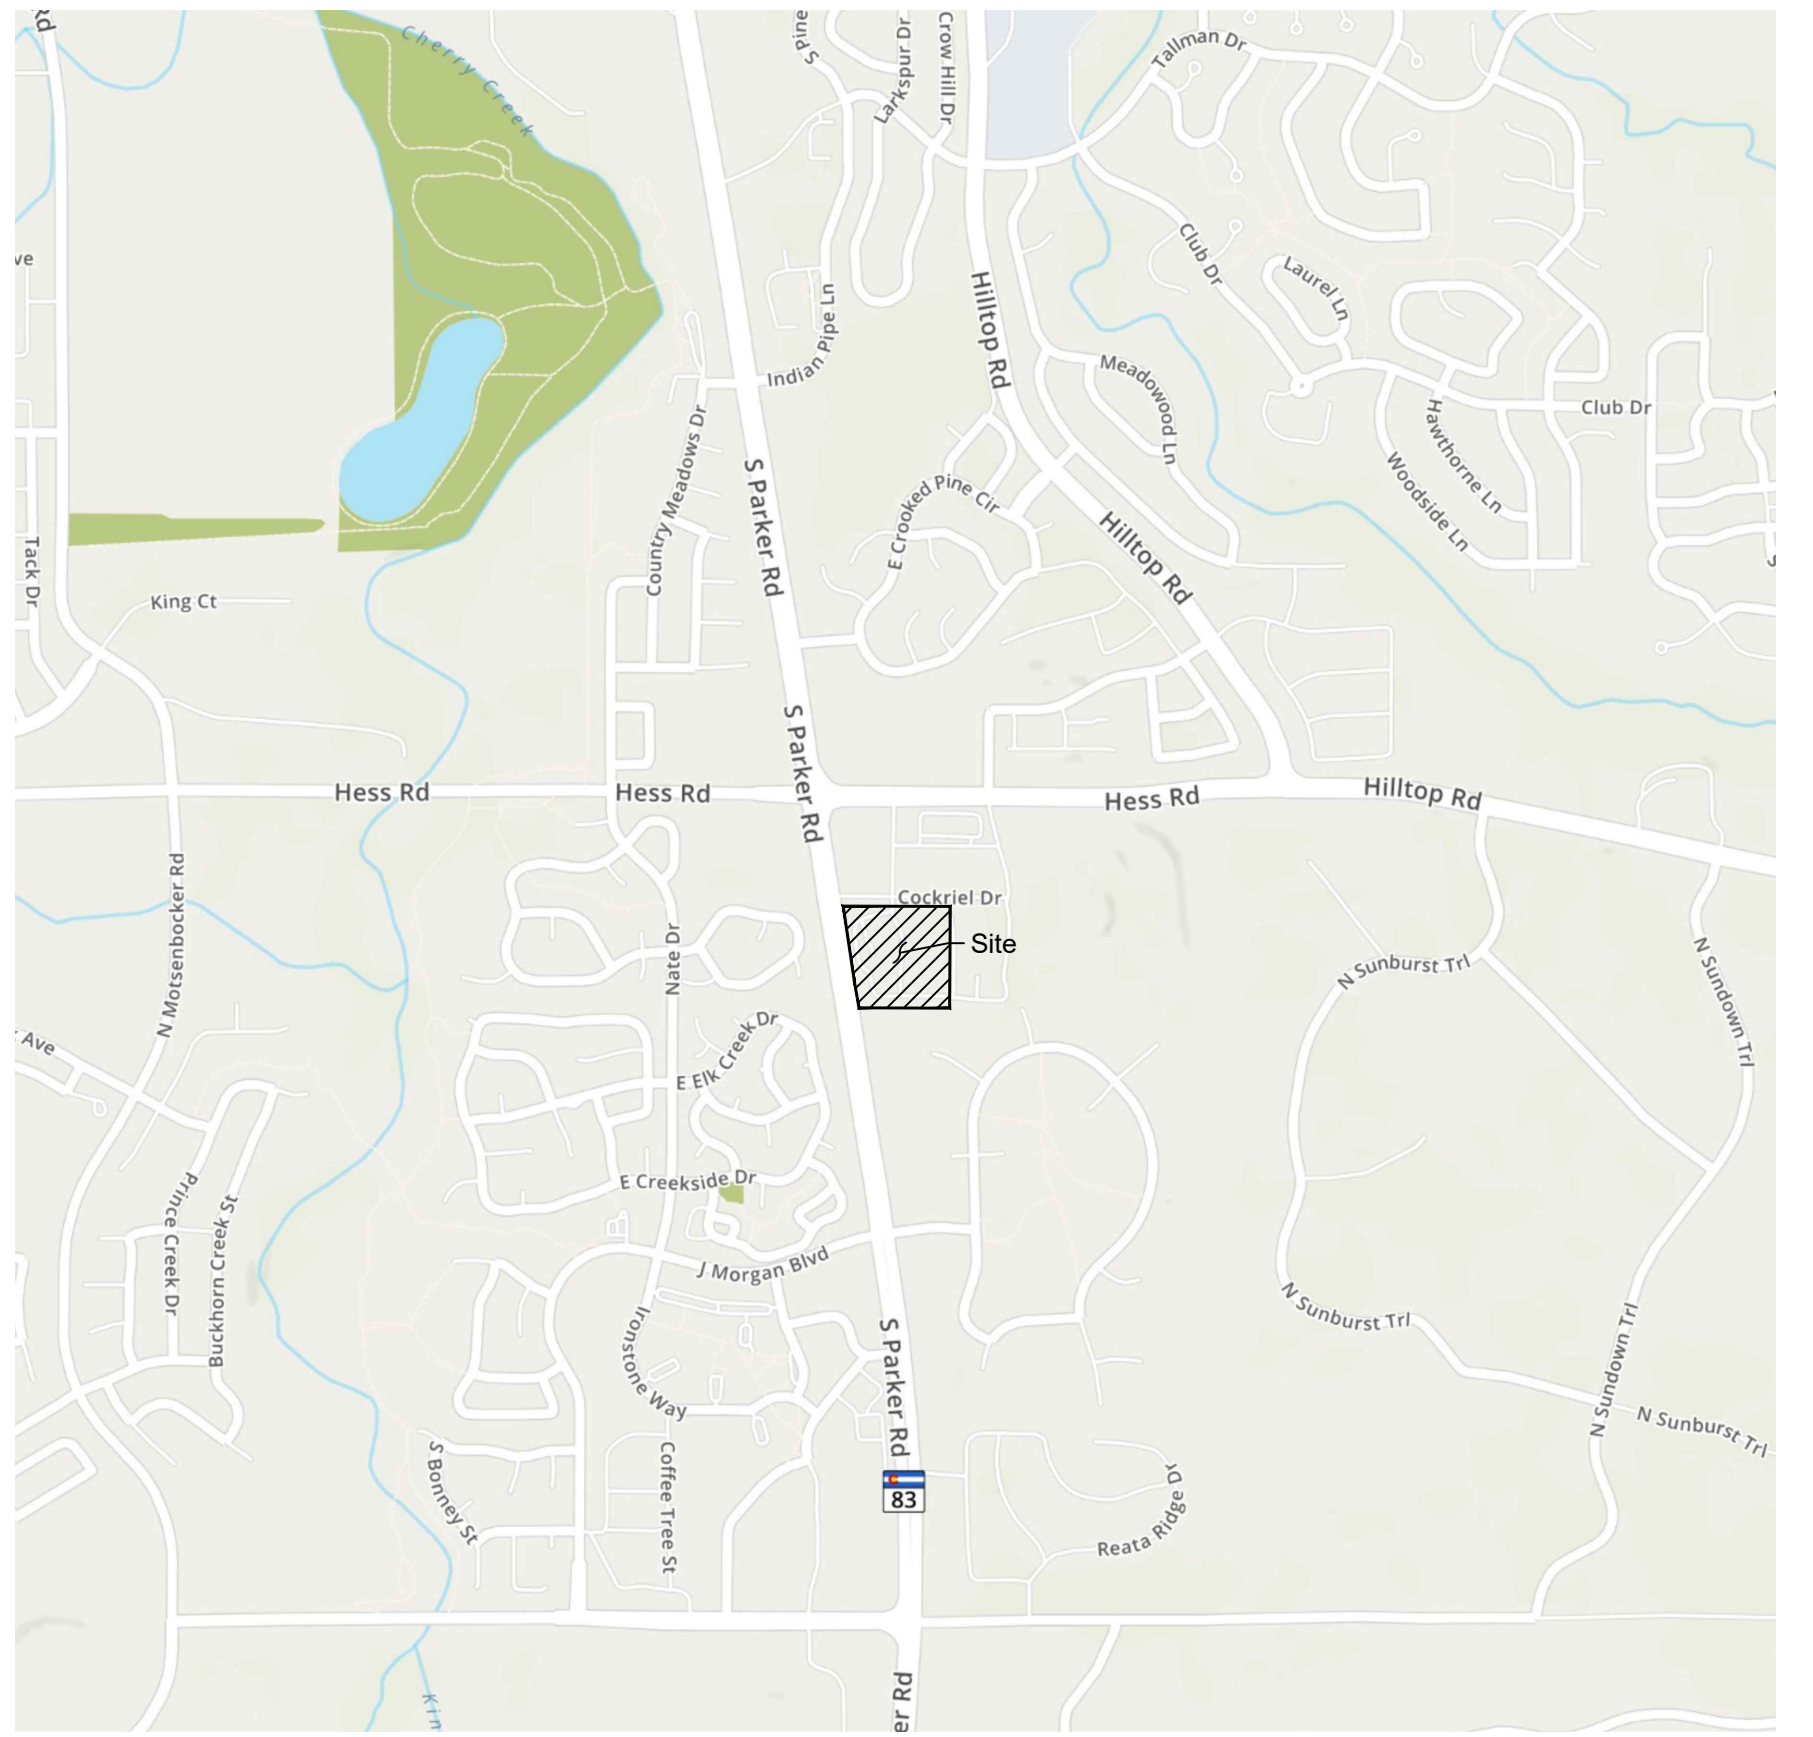 Rd
Cherry Creek
S Pine
Larkspur Dr
Crow Hill Dr
Tallman Dr
ve
Club Dr
Laurel Ln
Hilltop Rd
Indian Pipe Ln
Meadowood Ln
Club Dr
Hawthorne Ln
Woodside Ln
Country Meadows Dr
S Parker Rd
E Crooked Pine Cir
Hilltop Rd
Tack Dr
King Ct
S Parker Rd
Hess Rd
Hess Rd
Hess Rd
Hilltop Rd
N Motsenbocker Rd
Cockriel Dr
Site
Nate Dr
N Sunburst Trl
N Sundown Trl
Ave
E Elk Creek Dr
E Creekside Dr
Prince Creek Dr
Buckhorn Creek St
J Morgan Blvd
N Sunburst Trl
Ironstone Way
S Parker Rd
N Sundown Trl
N Sunburst Trl
S Bonney St
Coffee Tree St
83
Reata Ridge Dr
Kin
er Rd